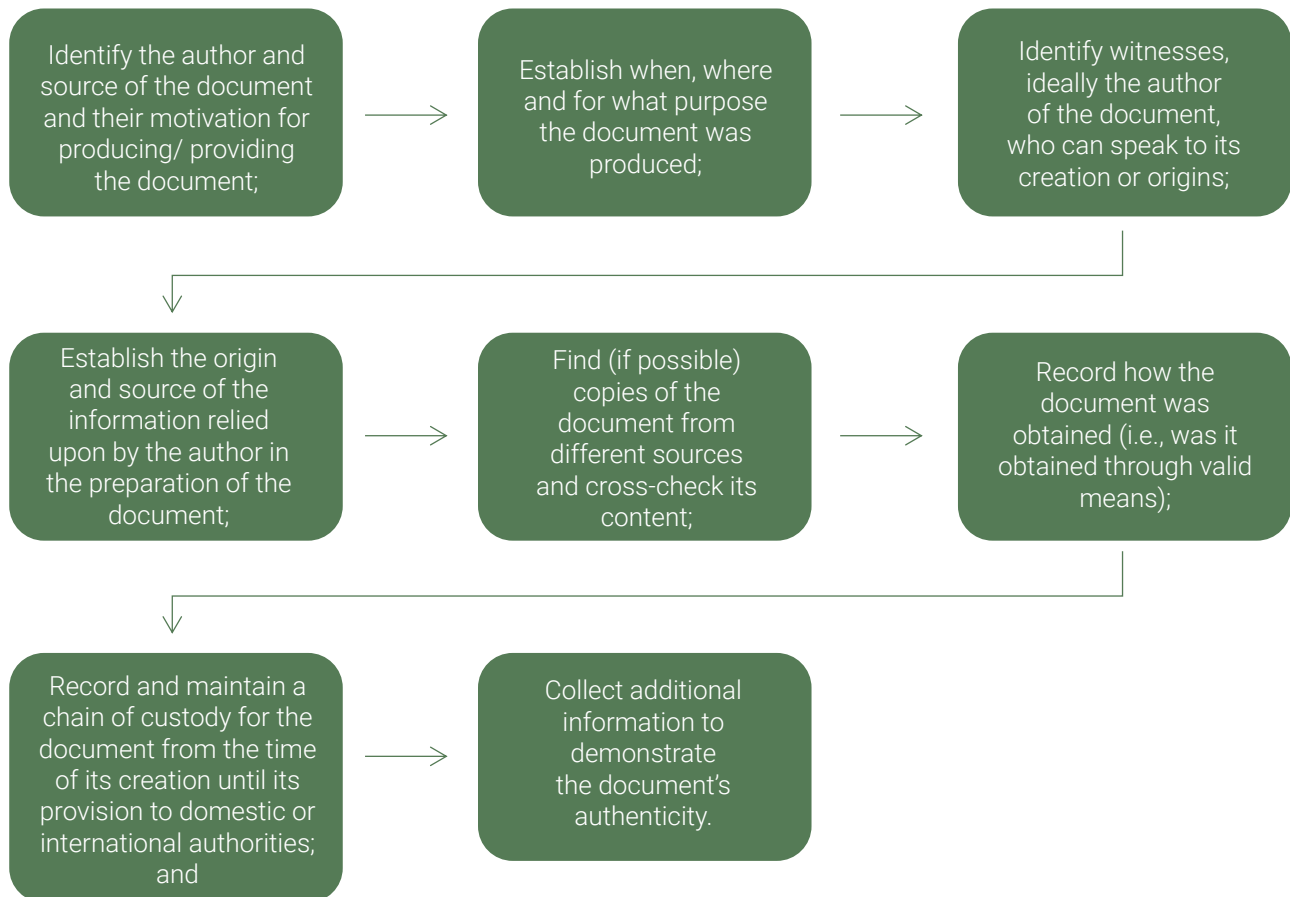 Identify the author and
source of the document
and their motivation for
producing/ providing
the document;
Establish when, where
and for what purpose
the document was
produced;
Identify witnesses,
ideally the author
of the document,
who can speak to its
creation or origins;
Establish the origin
and source of the
information relied
upon by the author in
the preparation of the
document;
Find (if possible)
copies of the
document from
different sources
and cross-check its
content;
Record how the
document was
obtained (i.e., was it
obtained through valid
means);
Record and maintain a
chain of custody for the
document from the time
of its creation until its
provision to domestic or
international authorities;
and
Collect additional
information to
demonstrate
the document’s
authenticity.